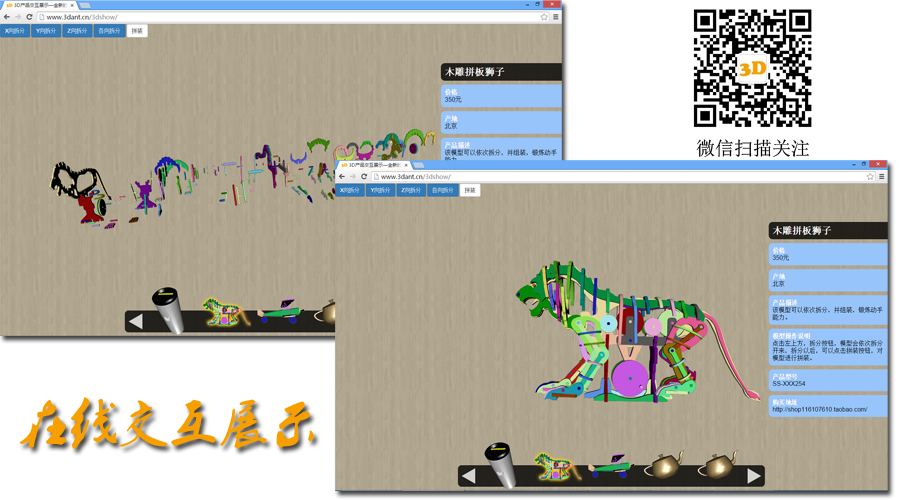 3D产品交互展示—全新
www.3dant.cn/3dshow/
X向拆分 Y向拆分 Z向拆分 各向拆分 拼装
木雕拼板狮子
价格
350元
产地
北京
产品描述
该模型可以依次拆分，并组装，锻炼动手
能力。
3D
微信扫描关注
3D产品交互展示—全新
www.3dant.cn/3dshow/
X向拆分 Y向拆分 Z向拆分 各向拆分 拼装
木雕拼板狮子
价格
350元
产地
北京
产品描述
该模型可以依次拆分，并组装，锻炼动手
能力。
模型操作说明
点击左上方，拆分按钮，模型会依次拆分
开来，拆分以后，可以点击拼装按钮，对
模型进行拼装。
产品型号
SS-XXX254
购买地址
http://shop116107610.taobao.com/
在线交互展示